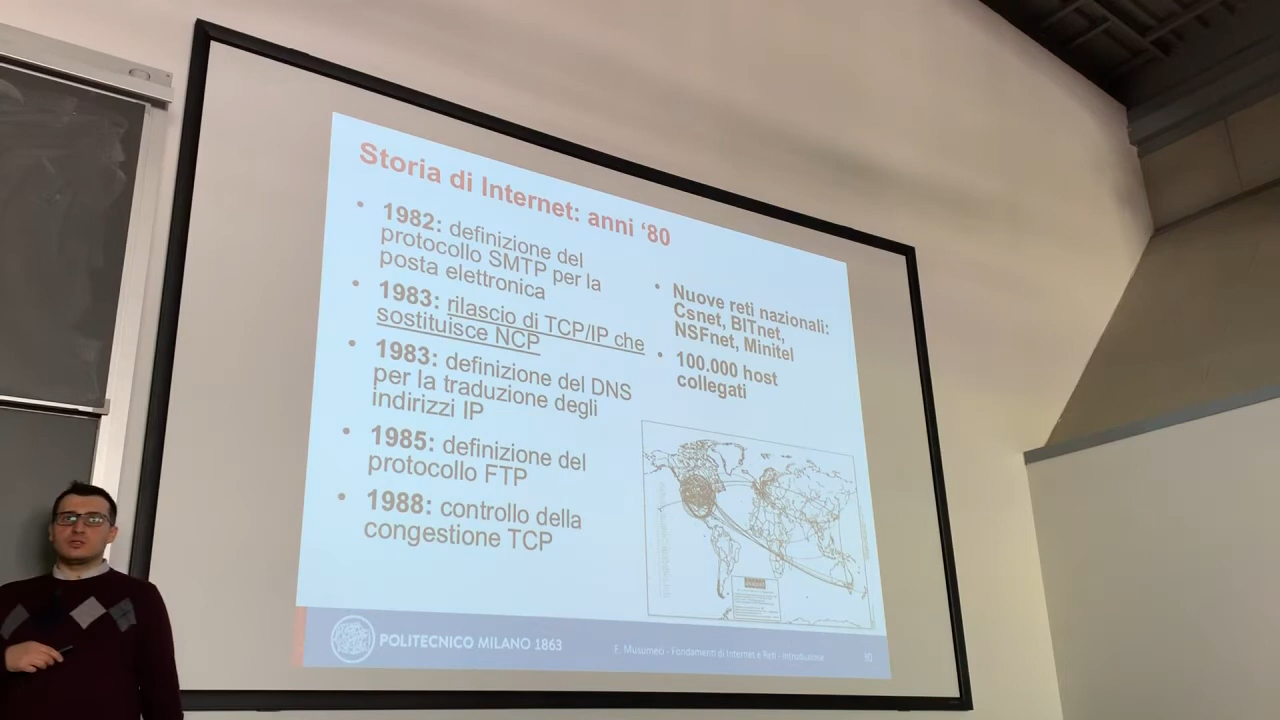 Storia di Internet: anni ‘80
• 1982: definizione del
protocollo SMTP per la
posta elettronica
• 1983: rilascio di TCP/IP che
sostituisce NCP
• 1983: definizione del DNS
per la traduzione degli
indirizzi IP
• 1985: definizione del
protocollo FTP
• 1988: controllo della
congestione TCP
• Nuove reti nazionali:
Csnet, BITnet,
NSFnet, Minitel
• 100.000 host
collegati
POLITECNICO MILANO 1863
F. Musumeci - Fondamenti di Internet e Reti - Introduzione